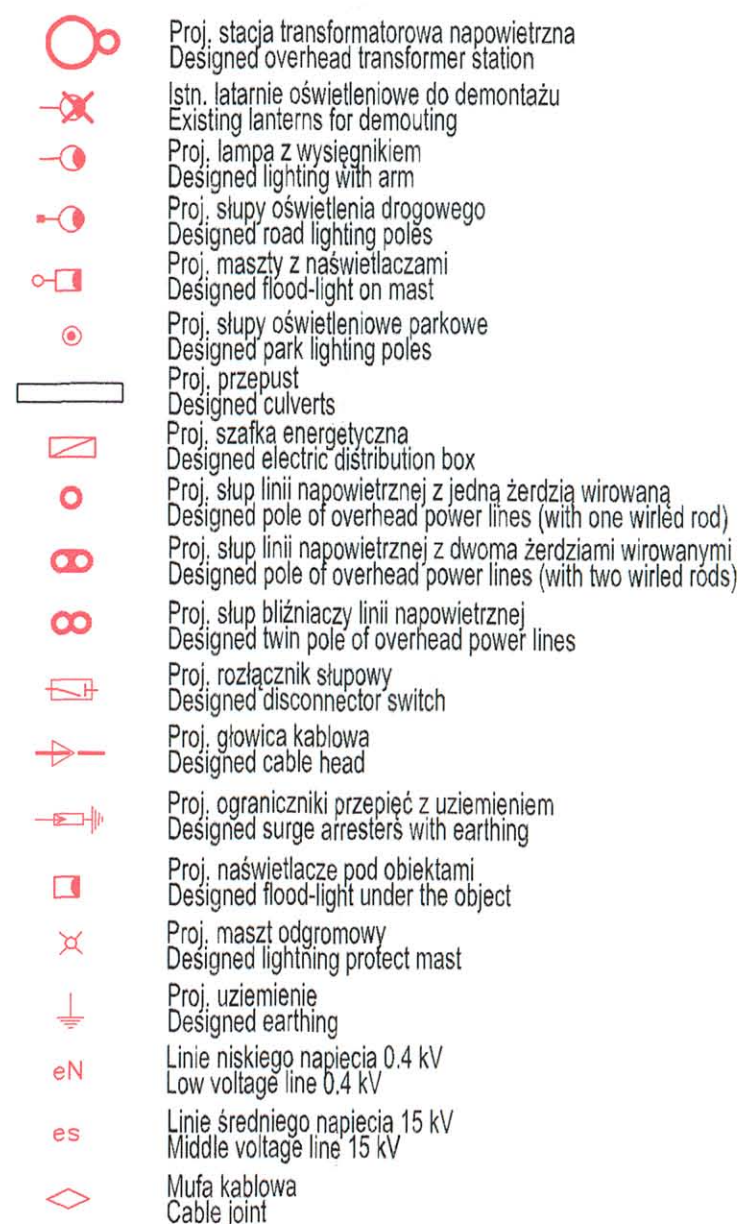 Proj. stacja transformatorowa napowietrzna
Designed overhead transformer station
Istn. latarnie oświetleniowe do demontażu
Existing lanterns for demouting
Proj. lampa z wysięgnikiem
Designed lighting with arm
Proj. słupy oświetlenia drogowego
Designed road lighting poles
Proj. maszty z naświetlaczami
Designed flood-light on mast
Proj. słupy oświetleniowe parkowe
Designed park lighting poles
Proj. przepust
Designed culverts
Proj. szafka energetyczna
Designed electric distribution box
Proj. słup linii napowietrznej z jedną żerdzią wirowaną
Designed pole of overhead power lines (with one wirled rod)
Proj. słup linii napowietrznej z dwoma żerdziami wirowanymi
Designed pole of overhead power lines (with two wirled rods)
Proj. słup bliźniaczy linii napowietrznej
Designed twin pole of overhead power lines
Proj. rozłącznik słupowy
Designed disconnector switch
Proj. głowica kablowa
Designed cable head
Proj. ograniczniki przepięć z uziemieniem
Designed surge arresters with earthing
Proj. naświetlacze pod obiektami
Designed flood-light under the object
Proj. maszt odgromowy
Designed lightning protect mast
Proj. uziemienie
Designed earthing
eN Linie niskiego napiecia 0.4 kV
Low voltage line 0.4 kV
es Linie średniego napiecia 15 kV
Middle voltage line 15 kV
Mufa kablowa
Cable joint